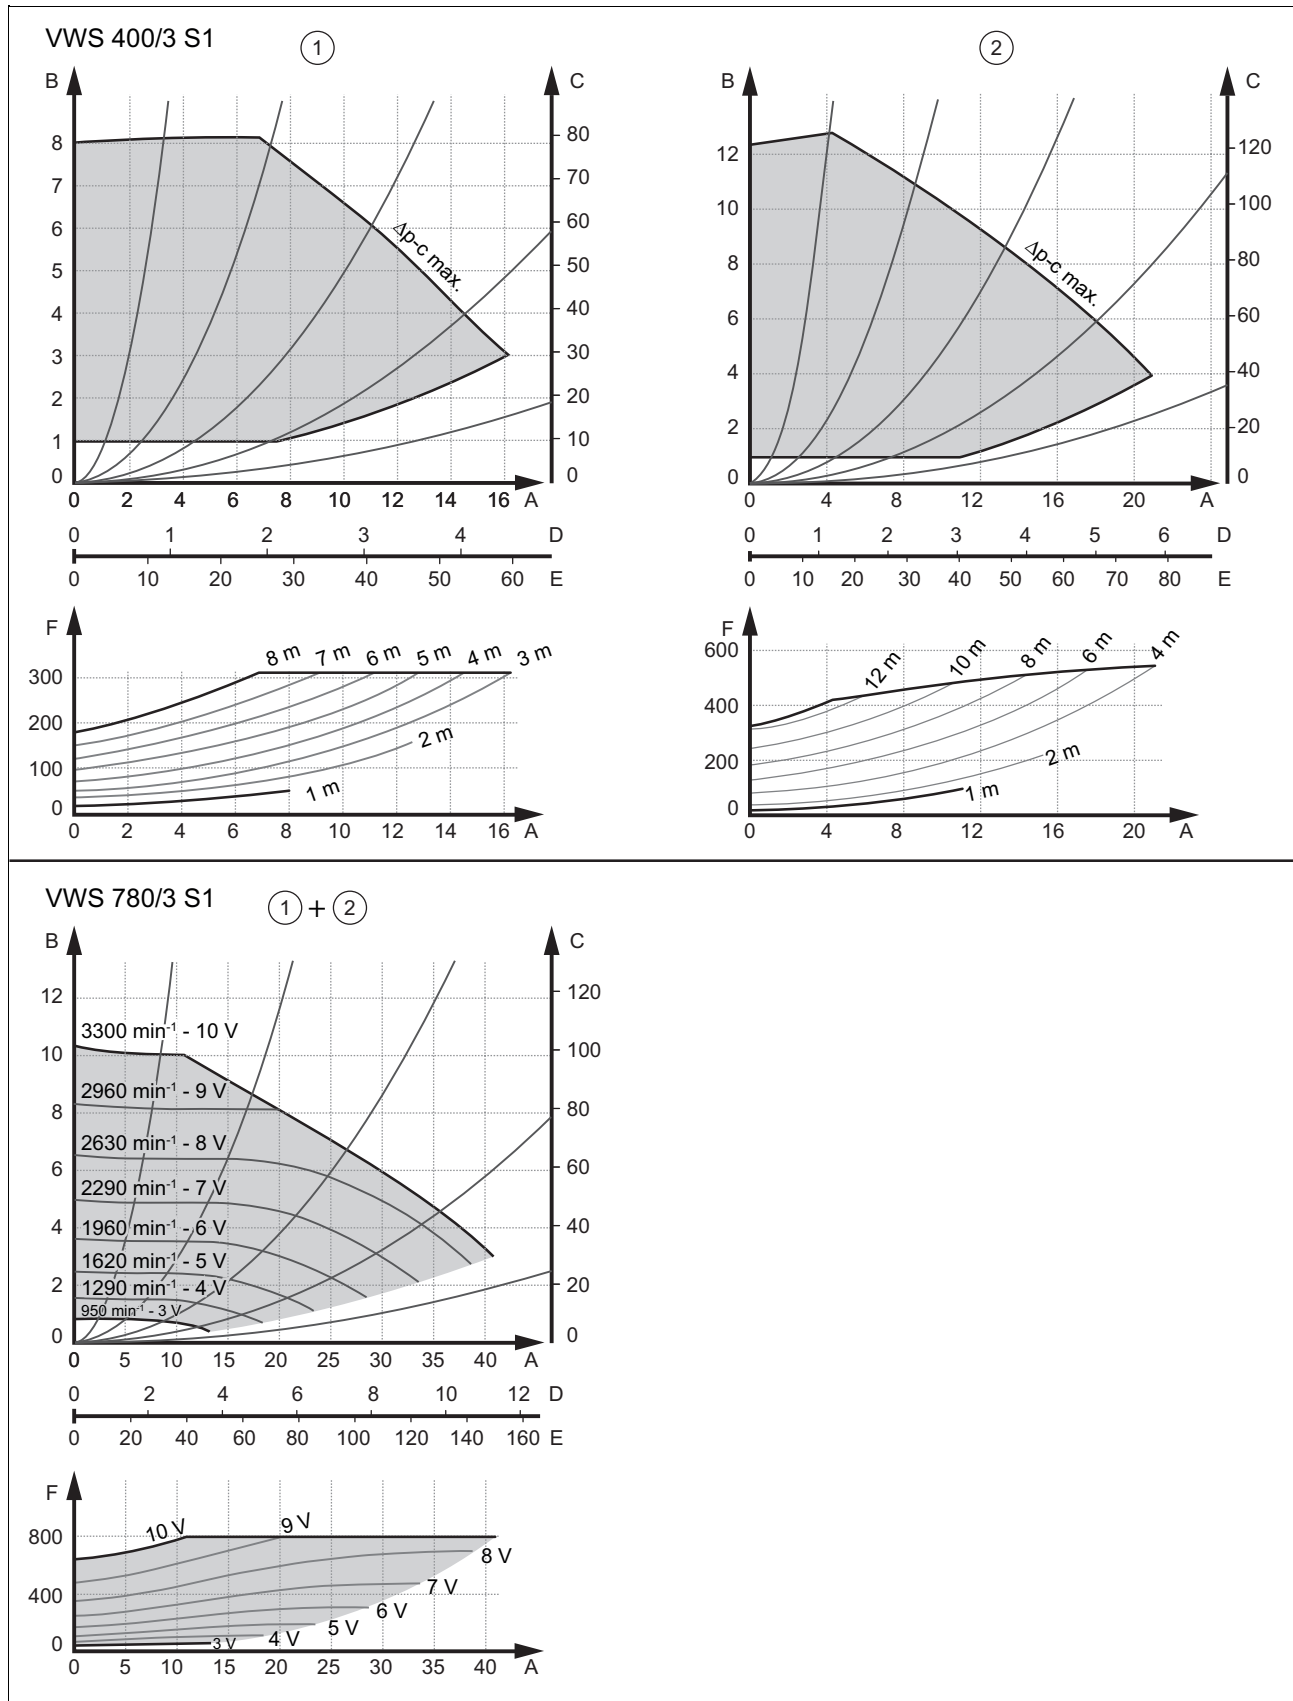 VWS 400/3 S1
1
B
C
8
7
6
5
4
3
2
1
0
80
70
60
50
40
30
20
10
0
Δp-c max.
0 2 4 6 8 10 12 14 16 A
0 1 2 3 4 D
0 10 20 30 40 50 60 E
F
300
200
100
0
8 m 7 m 6 m 5 m 4 m 3 m
2 m
1 m
0 2 4 6 8 10 12 14 16 A
2
B
C
12
10
8
6
4
2
0
120
100
80
60
40
20
0
Δp-c max.
0 4 8 12 16 20 A
0 1 2 3 4 5 6 D
0 10 20 30 40 50 60 70 80 E
F
600
400
200
0
12 m 10 m 8 m 6 m 4 m
2 m
1 m
0 4 8 12 16 20 A
VWS 780/3 S1
1 + 2
B
C
12
10
8
6
4
2
0
120
100
80
60
40
20
0
3300 min⁻¹ - 10 V
2960 min⁻¹ - 9 V
2630 min⁻¹ - 8 V
2290 min⁻¹ - 7 V
1960 min⁻¹ - 6 V
1620 min⁻¹ - 5 V
1290 min⁻¹ - 4 V
950 min⁻¹ - 3 V
0 5 10 15 20 25 30 35 40 A
0 2 4 6 8 10 12 D
0 20 40 60 80 100 120 140 160 E
F
800
400
0
10 V
9 V
8 V
7 V
6 V
5 V
4 V
3 V
0 5 10 15 20 25 30 35 40 A